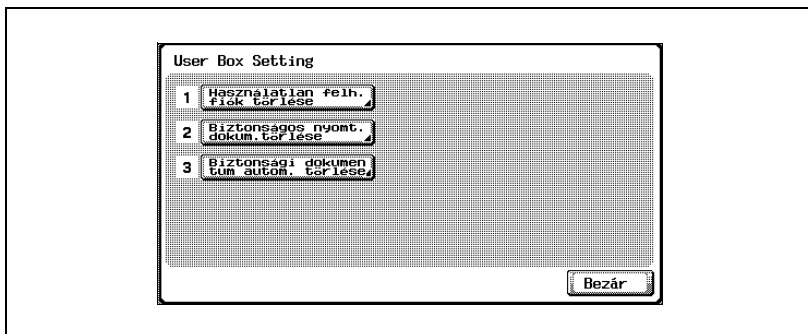 User Box Setting
1 Használatlan felh.
fiók törlése
2 Biztonságos nyomt.
dokum.törlése
3 Biztonsági dokumen
tum autom. törlése
Bezár